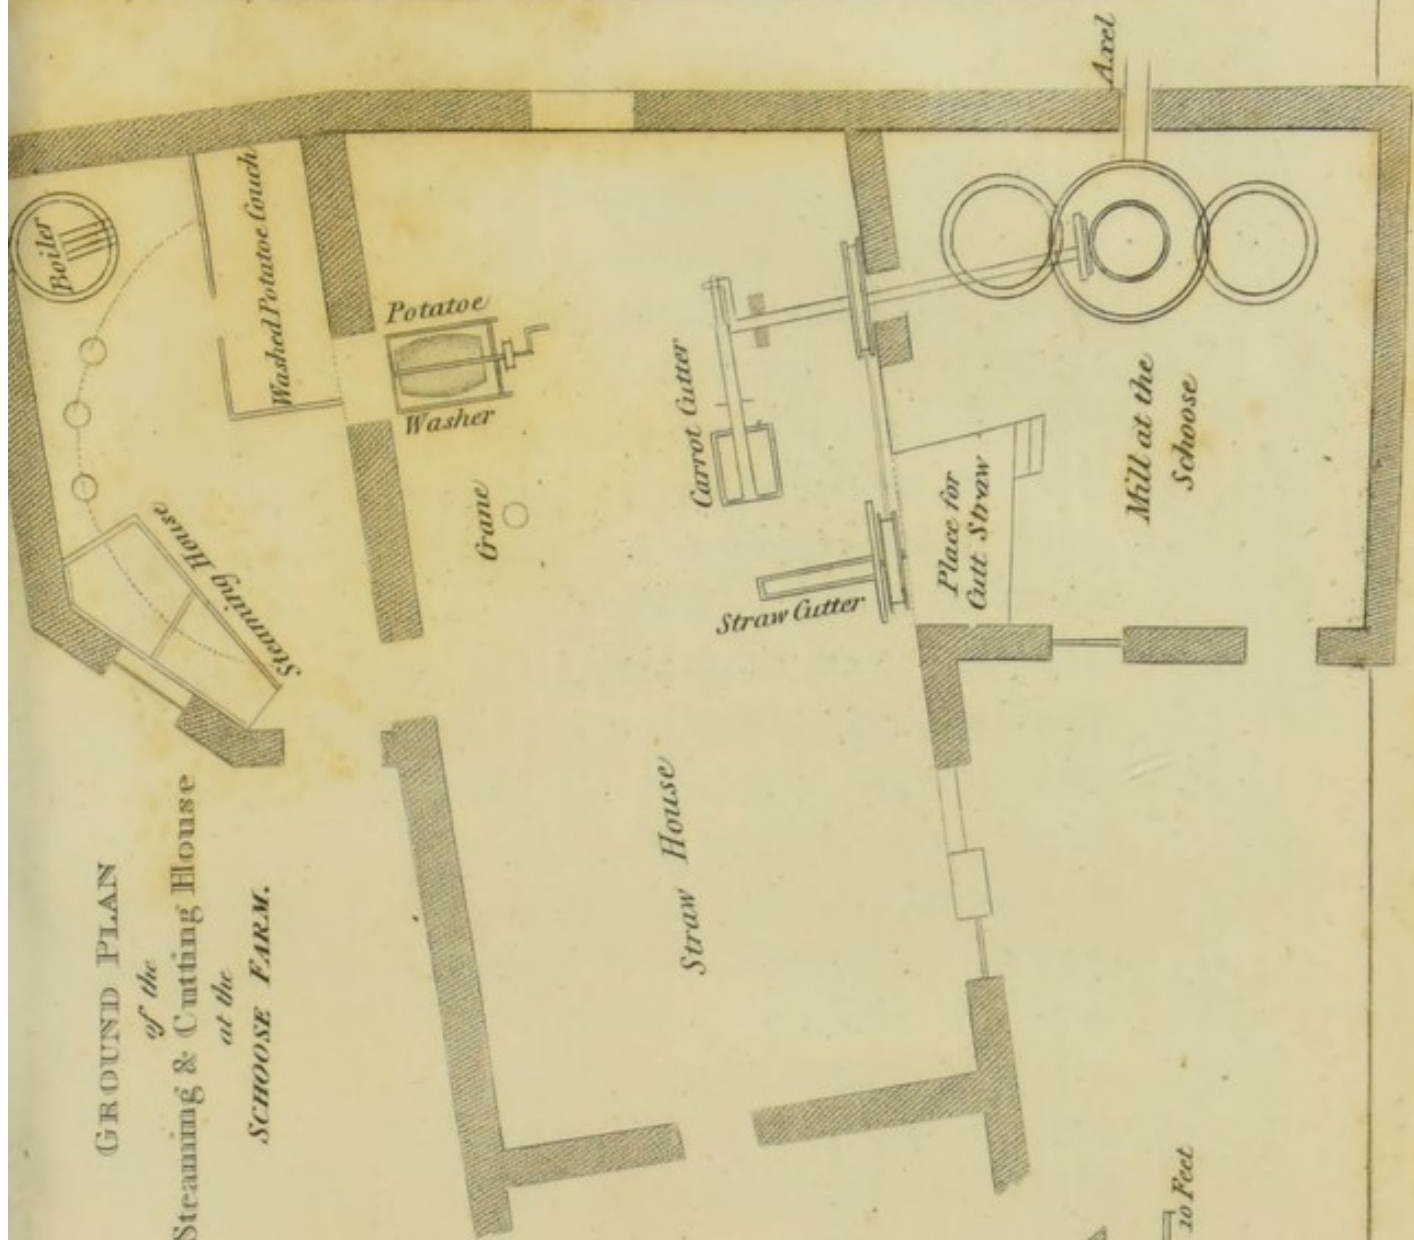 GROUND PLAN
of the
Steaming & Cutting House
at the
SCHOOSE FARM.
Boiler
Washed Potatoe Couch
Steaming House
Potatoe
Washer
Crane
Carrot Cutter
Straw Cutter
Straw House
Axel
Mill at the
Schoose
Place for
Cutt Straw
10 Feet